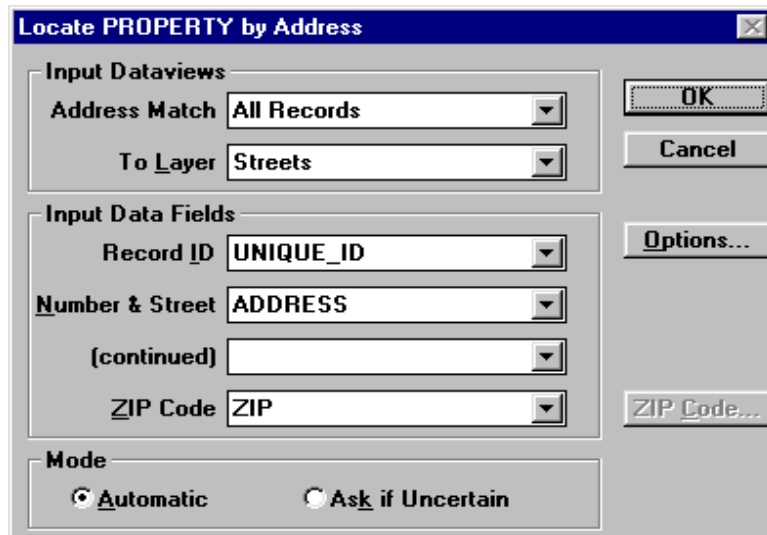 Locate PROPERTY by Address
Input Dataviews
Address Match All Records
To Layer Streets
OK
Cancel
Input Data Fields
Record ID UNIQUE_ID
Number & Street ADDRESS
(continued)
ZIP Code ZIP
Options...
ZIP Code...
Mode
Automatic Ask if Uncertain